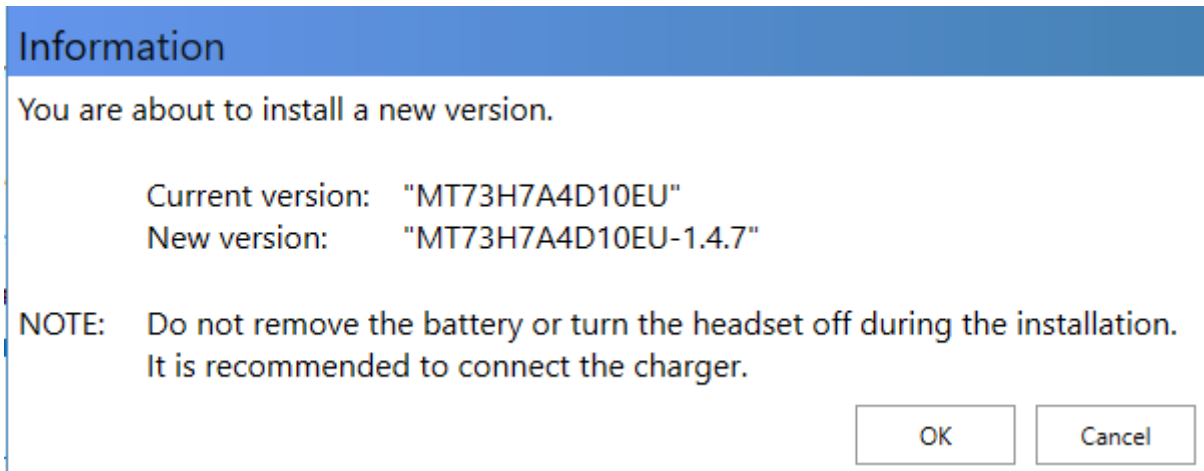 Information
You are about to install a new version.
Current version: "MT73H7A4D10EU"
New version: "MT73H7A4D10EU-1.4.7"
NOTE: Do not remove the battery or turn the headset off during the installation.
It is recommended to connect the charger.
OK Cancel